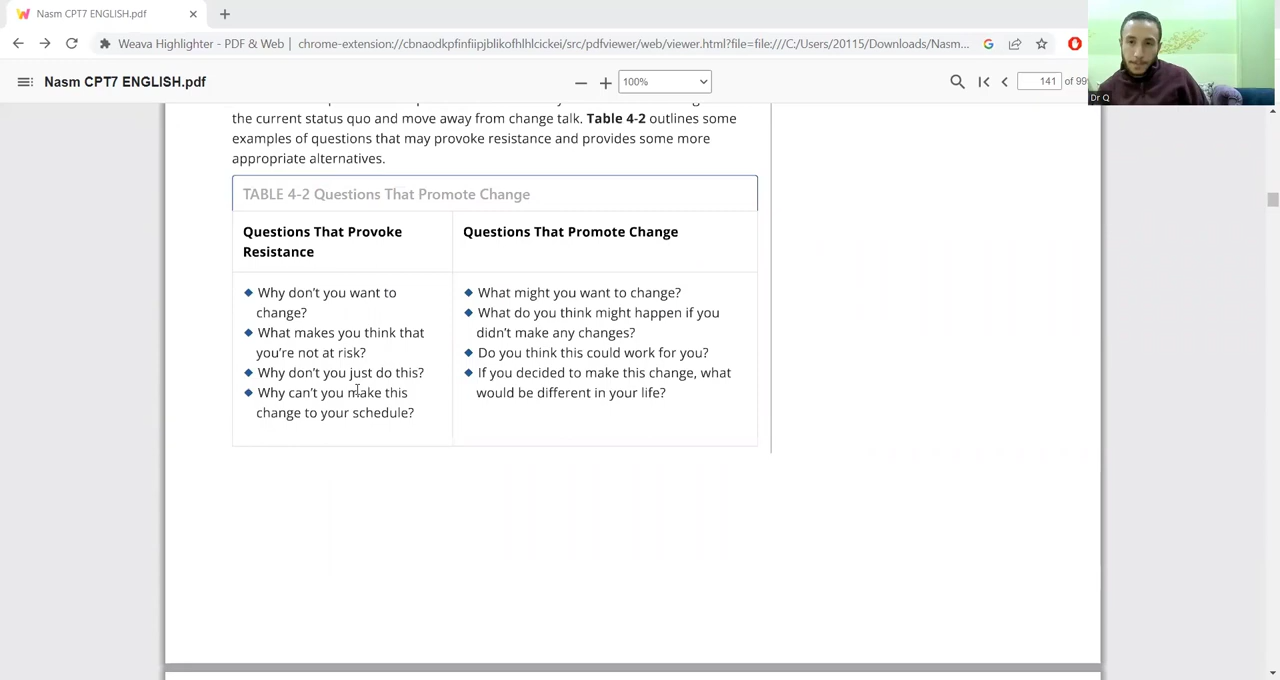 Nasm CPT7 ENGLISH.pdf
Weava Highlighter - PDF & Web | chrome-extension://cbnaodkpfinfiipjblikofhlhlcickei/src/pdfviewer/web/viewer.html?file=file:///C:/Users/20115/Downloads/Nasm...
Nasm CPT7 ENGLISH.pdf
100%
141 of 99
Dr Q
the current status quo and move away from change talk. Table 4-2 outlines some
examples of questions that may provoke resistance and provides some more
appropriate alternatives.
TABLE 4-2 Questions That Promote Change
Questions That Provoke
Resistance
◆ Why don't you want to
change?
◆ What makes you think that
you're not at risk?
◆ Why don't you just do this?
◆ Why can't you make this
change to your schedule?
Questions That Promote Change
◆ What might you want to change?
◆ What do you think might happen if you
didn't make any changes?
◆ Do you think this could work for you?
◆ If you decided to make this change, what
would be different in your life?